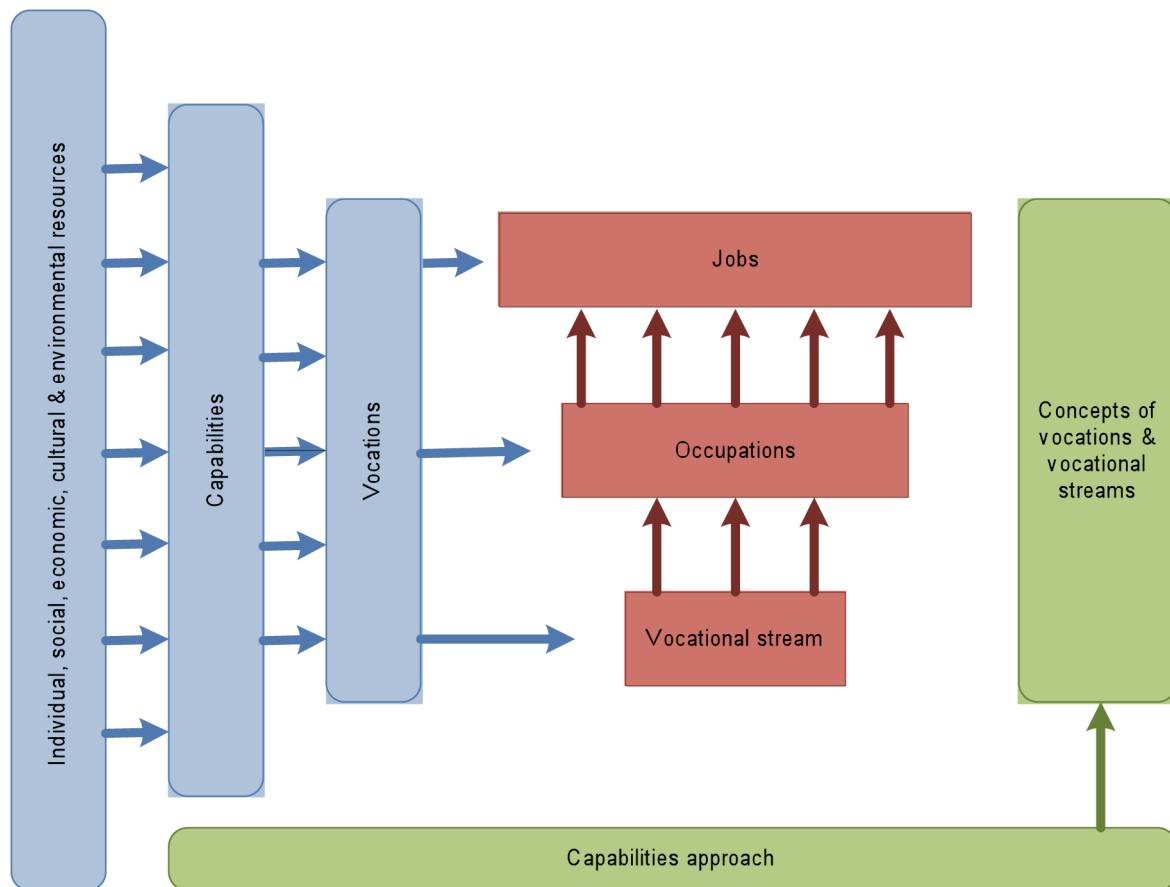 Individual, social, economic, cultural & environmental resources
Capabilities
Vocations
Jobs
Occupations
Vocational stream
Concepts of
vocations &
vocational
streams
Capabilities approach